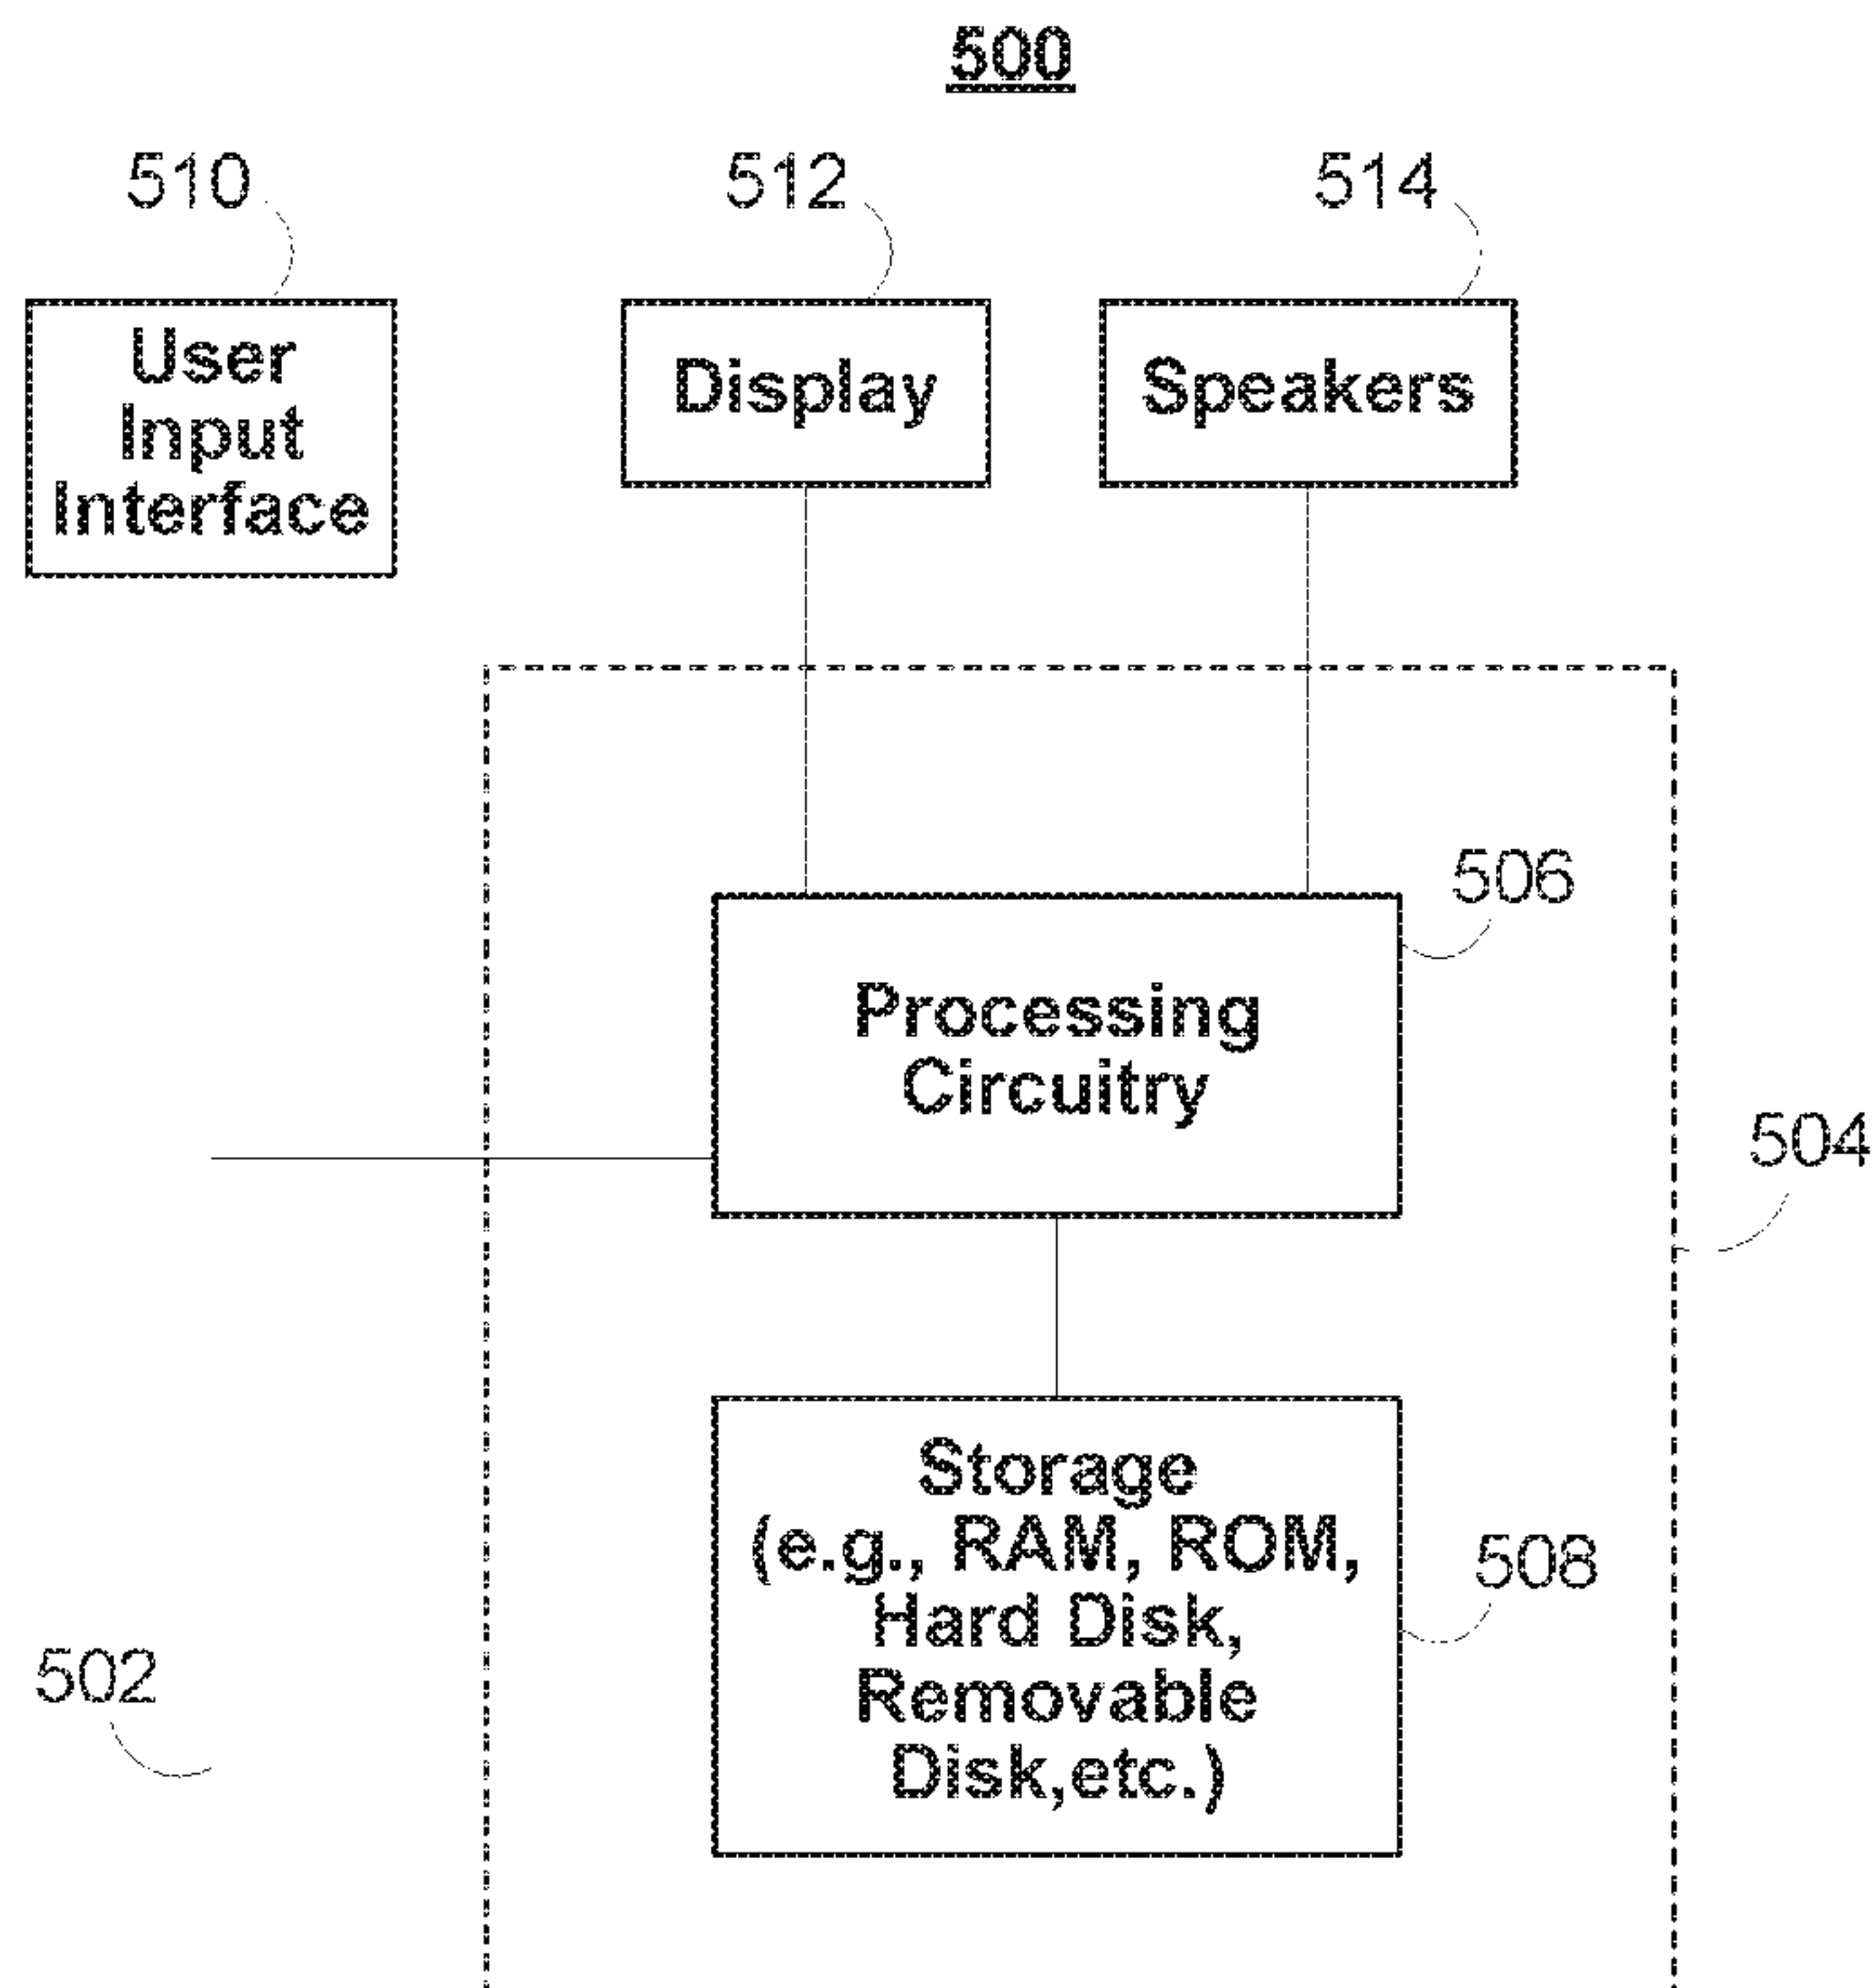 500
510
512
514
User
Input
Interface
Display
Speakers
506
Processing
Circuitry
504
Storage
(e.g., RAM, ROM,
Hard Disk,
Removable
Disk,etc.)
508
502